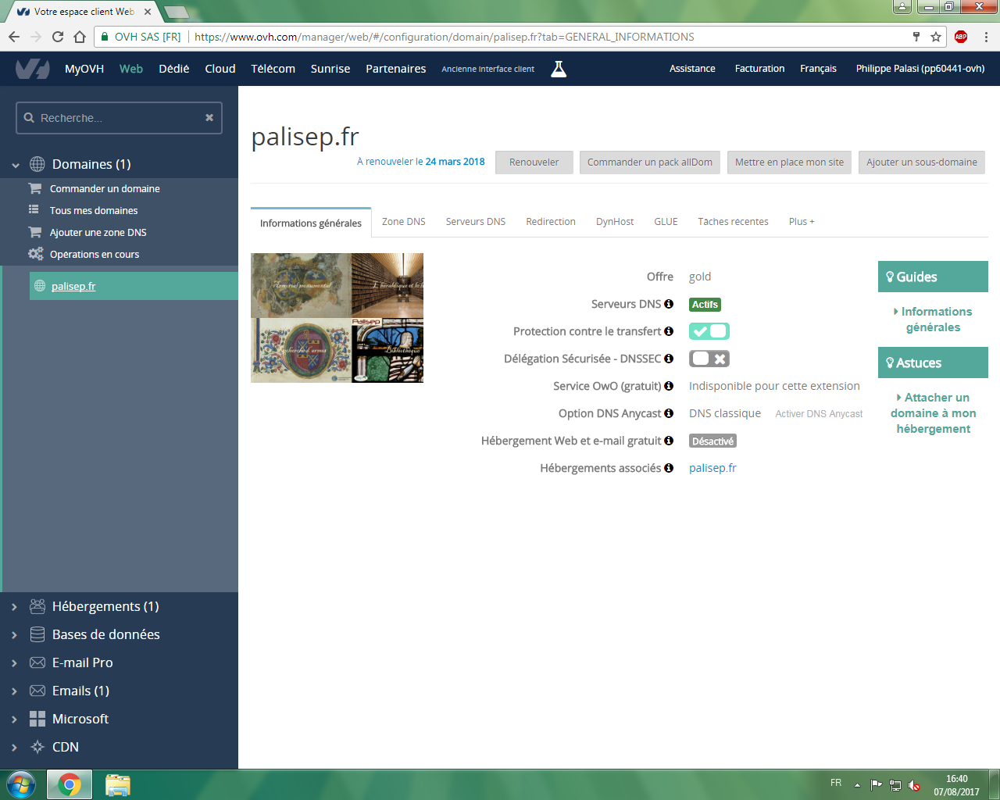 Votre espace client Web
OVH SAS [FR] https://www.ovh.com/manager/web/#/configuration/domain/palisep.fr?tab=GENERAL_INFORMATIONS
ABP
MyOVH Web Dédié Cloud Télécom Sunrise Partenaires Ancienne interface client Assistance Facturation Français Philippe Palasi (pp60441-ovh)
Recherche...
Domaines (1)
Commander un domaine
Tous mes domaines
Ajouter une zone DNS
Opérations en cours
palisep.fr
Hébergements (1)
Bases de données
E-mail Pro
Emails (1)
Microsoft
CDN
palisep.fr
À renouveler le 24 mars 2018 Renouveler Commander un pack allDom Mettre en place mon site Ajouter un sous-domaine
Informations générales Zone DNS Serveurs DNS Redirection DynHost GLUE Tâches récentes Plus +
Armorial monumental
L'héraldique et le
Recherche d'armes
Palisep
Bibliothèque
Offre gold
Serveurs DNS Actifs
Protection contre le transfert
Délégation Sécurisée - DNSSEC
Service OwO (gratuit) Indisponible pour cette extension
Option DNS Anycast DNS classique Activer DNS Anycast
Hébergement Web et e-mail gratuit Désactivé
Hébergements associés palisep.fr
Guides
Informations
générales
Astuces
Attacher un
domaine à mon
hébergement
FR
16:40
07/08/2017